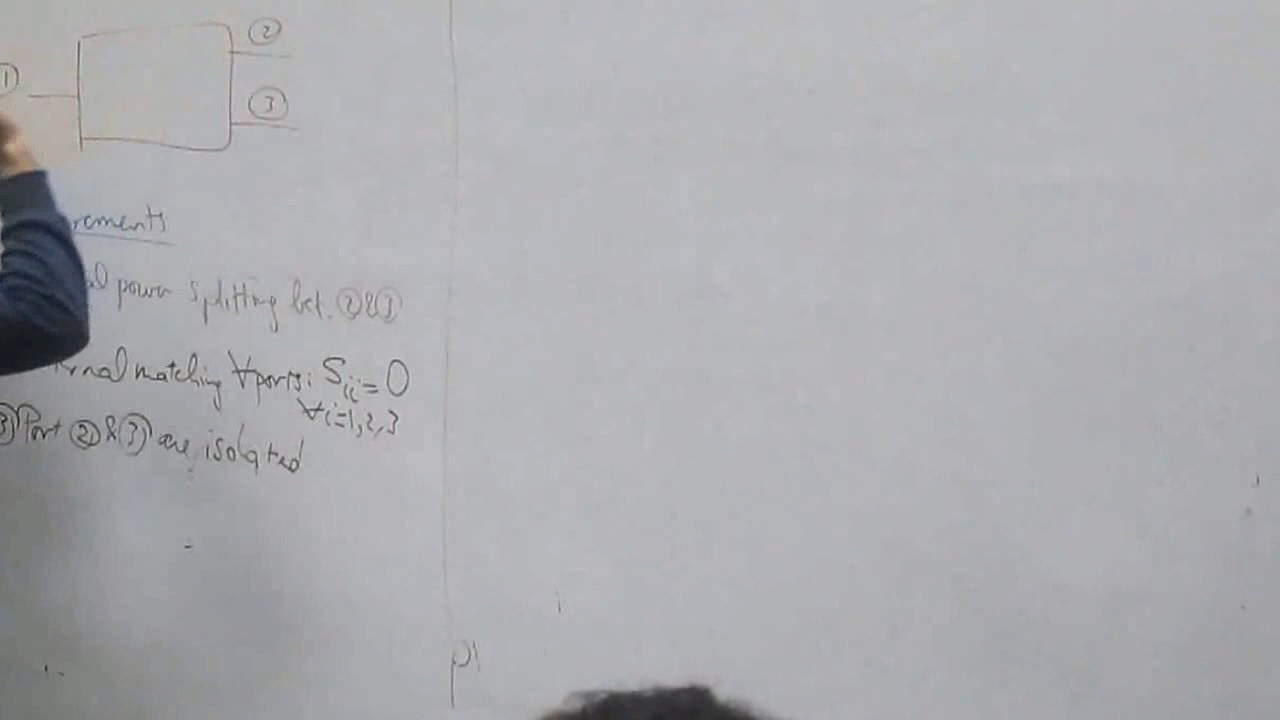 ②
①
③
rements
power splitting bet. ② & ③
rnal matching ∀ ports: Sii = 0
∀ i=1,2,3
③ Port ② & ③ are isolated